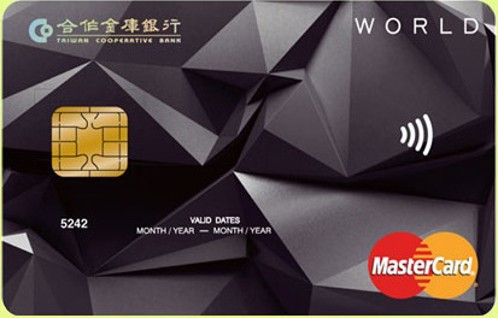 合作金庫銀行
TAIWAN COOPERATIVE BANK
WORLD
5242
VALID DATES
MONTH / YEAR — MONTH / YEAR
MasterCard